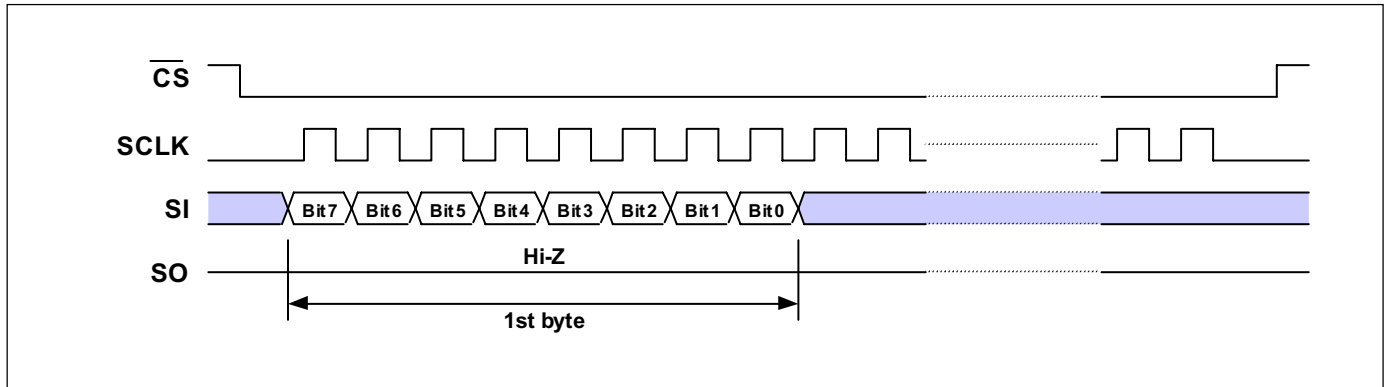 CS
SCLK
SI Bit7 Bit6 Bit5 Bit4 Bit3 Bit2 Bit1 Bit0
Hi-Z
SO
1st byte